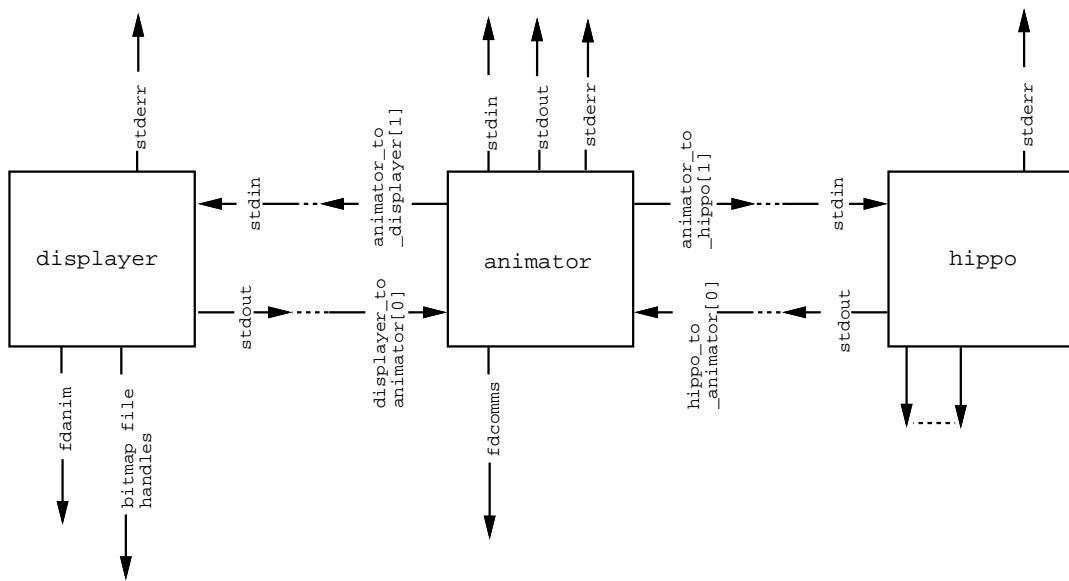 stderr
stdin
stdout
stderr
stderr
stdin
animator_to
_displayer[1]
animator_to
_hippo[1]
stdin
displayer
animator
hippo
stdout
displayer_to
animator[0]
hippo_to
_animator[0]
stdout
fdanim
bitmap file
handles
fdcomms